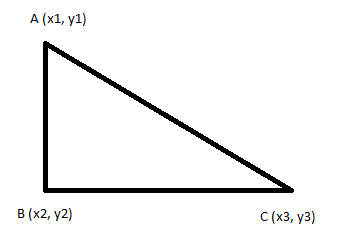 A (x1, y1)
B (x2, y2)
C (x3, y3)